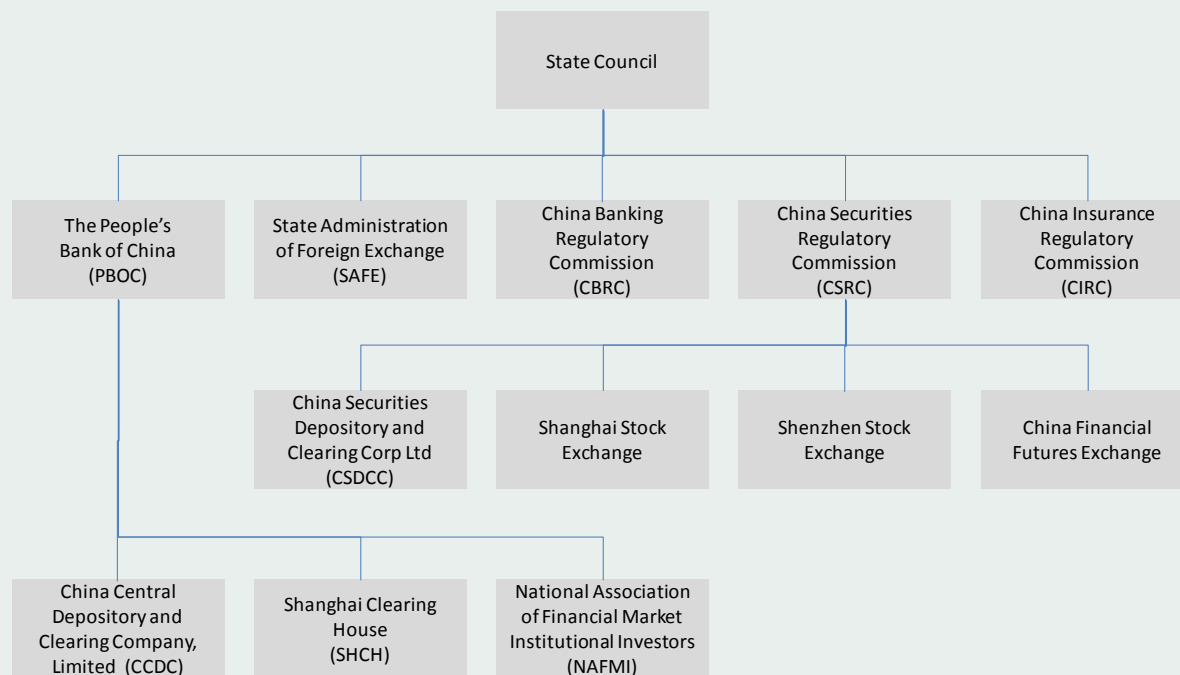 State Council
The People's
Bank of China
(PBOC)
State Administration
of Foreign Exchange
(SAFE)
China Banking
Regulatory
Commission
(CBRC)
China Securities
Regulatory
Commission
(CSRC)
China Insurance
Regulatory
Commission
(CIRC)
China Securities
Depository and
Clearing Corp Ltd
(CSDCC)
Shanghai Stock
Exchange
Shenzhen Stock
Exchange
China Financial
Futures Exchange
China Central
Depository and
Clearing Company,
Limited (CCDC)
Shanghai Clearing
House
(SHCH)
National Association
of Financial Market
Institutional Investors
(NAFMI)